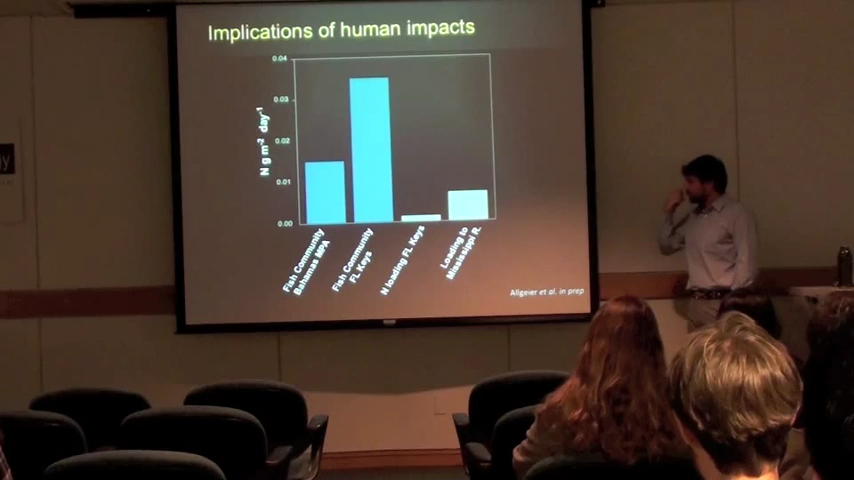 Implications of human impacts
0.04
0.03
0.02
0.01
0.00
N g m⁻² day⁻¹
Fish Community
Bahamas MPA
Fish Community
FL Keys
N loading FL Keys
Loading to
Mississippi R.
Allgeier et al. in prep